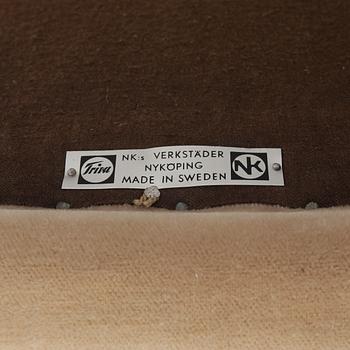 Triva
NK:s VERKSTÄDER
NYKÖPING
MADE IN SWEDEN
NK